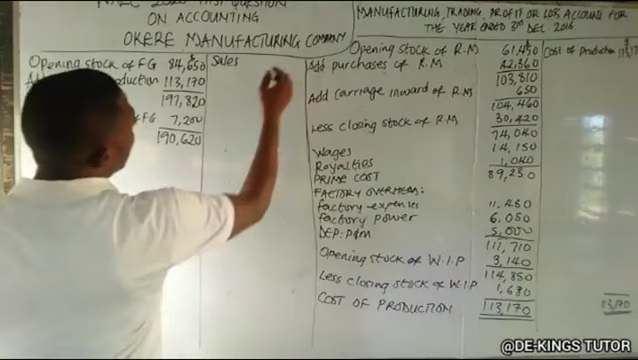 ON ACCOUNTING
OKERE MANUFACTURING COMPANY
Opening stock of FG 84,650 Sales
production 113,170
197,820
FG 7,200
190,620
MANUFACTURING, TRADING, PROFIT OR LOSS ACCOUNT FOR
THE YEAR ENDED 31st DEC. 2016
Opening stock of R.M 61,450 Cost of Production
Add purchases of R.M 42,360
103,810
Add carriage inward of R.M 650
104,460
Less closing stock of R.M 30,420
74,040
Wages 14,150
Royalties 1,040
PRIME COST 89,230
FACTORY OVERHEAD:
factory expenses
factory power 6,050
DEP: P&M 5,000
111,710
Opening stock of W.I.P 3,140
114,850
Less closing stock of W.I.P 1,680
COST OF PRODUCTION 113,170 113,170
@DE-KINGS TUTOR